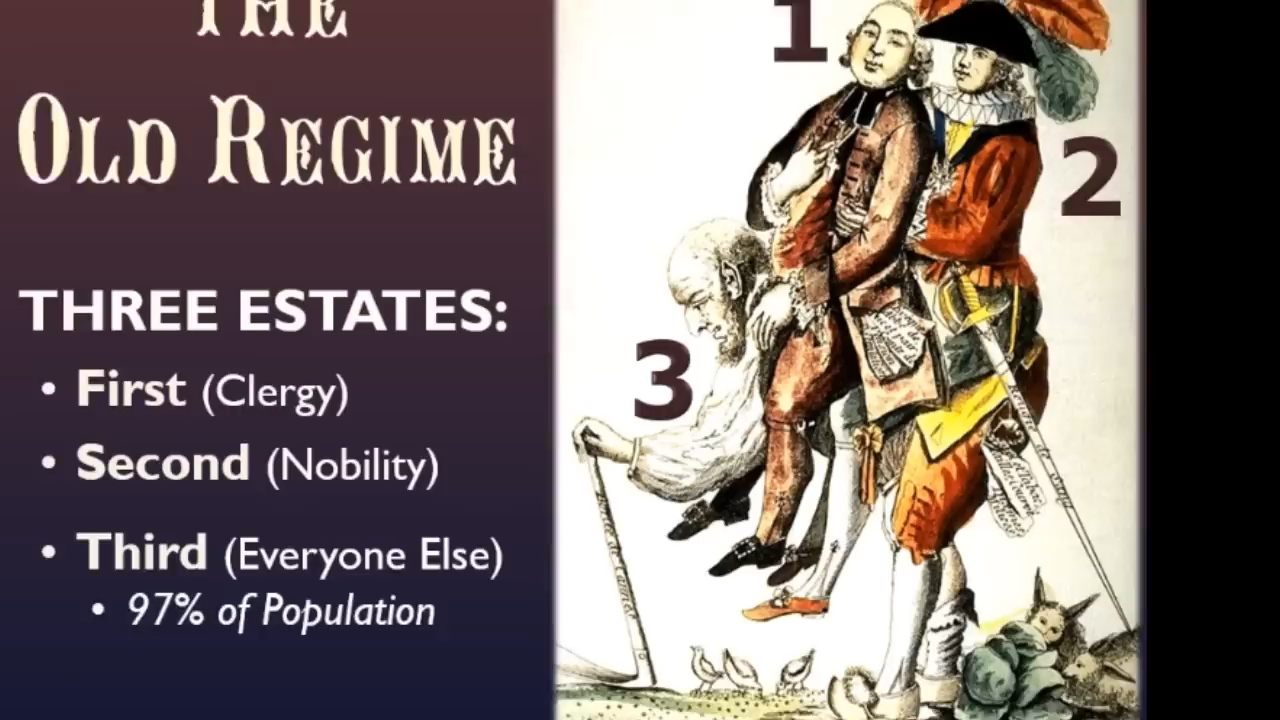 THE
OLD REGIME
THREE ESTATES:
• First (Clergy)
• Second (Nobility)
• Third (Everyone Else)
• 97% of Population
1
2
3